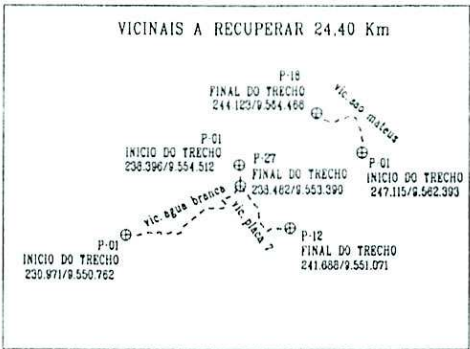 VICINAIS A RECUPERAR 24.40 Km
P-18
FINAL DO TRECHO
244.123/9.564.466
vic. sao mateus
P-01
INICIO DO TRECHO
247.115/9.562.393
P-01
INICIO DO TRECHO
238.396/9.554.512
P-27
FINAL DO TRECHO
238.482/9.553.390
vic. agua branca
vic. placa 7
P-01
INICIO DO TRECHO
230.971/9.550.762
P-12
FINAL DO TRECHO
241.688/9.551.071